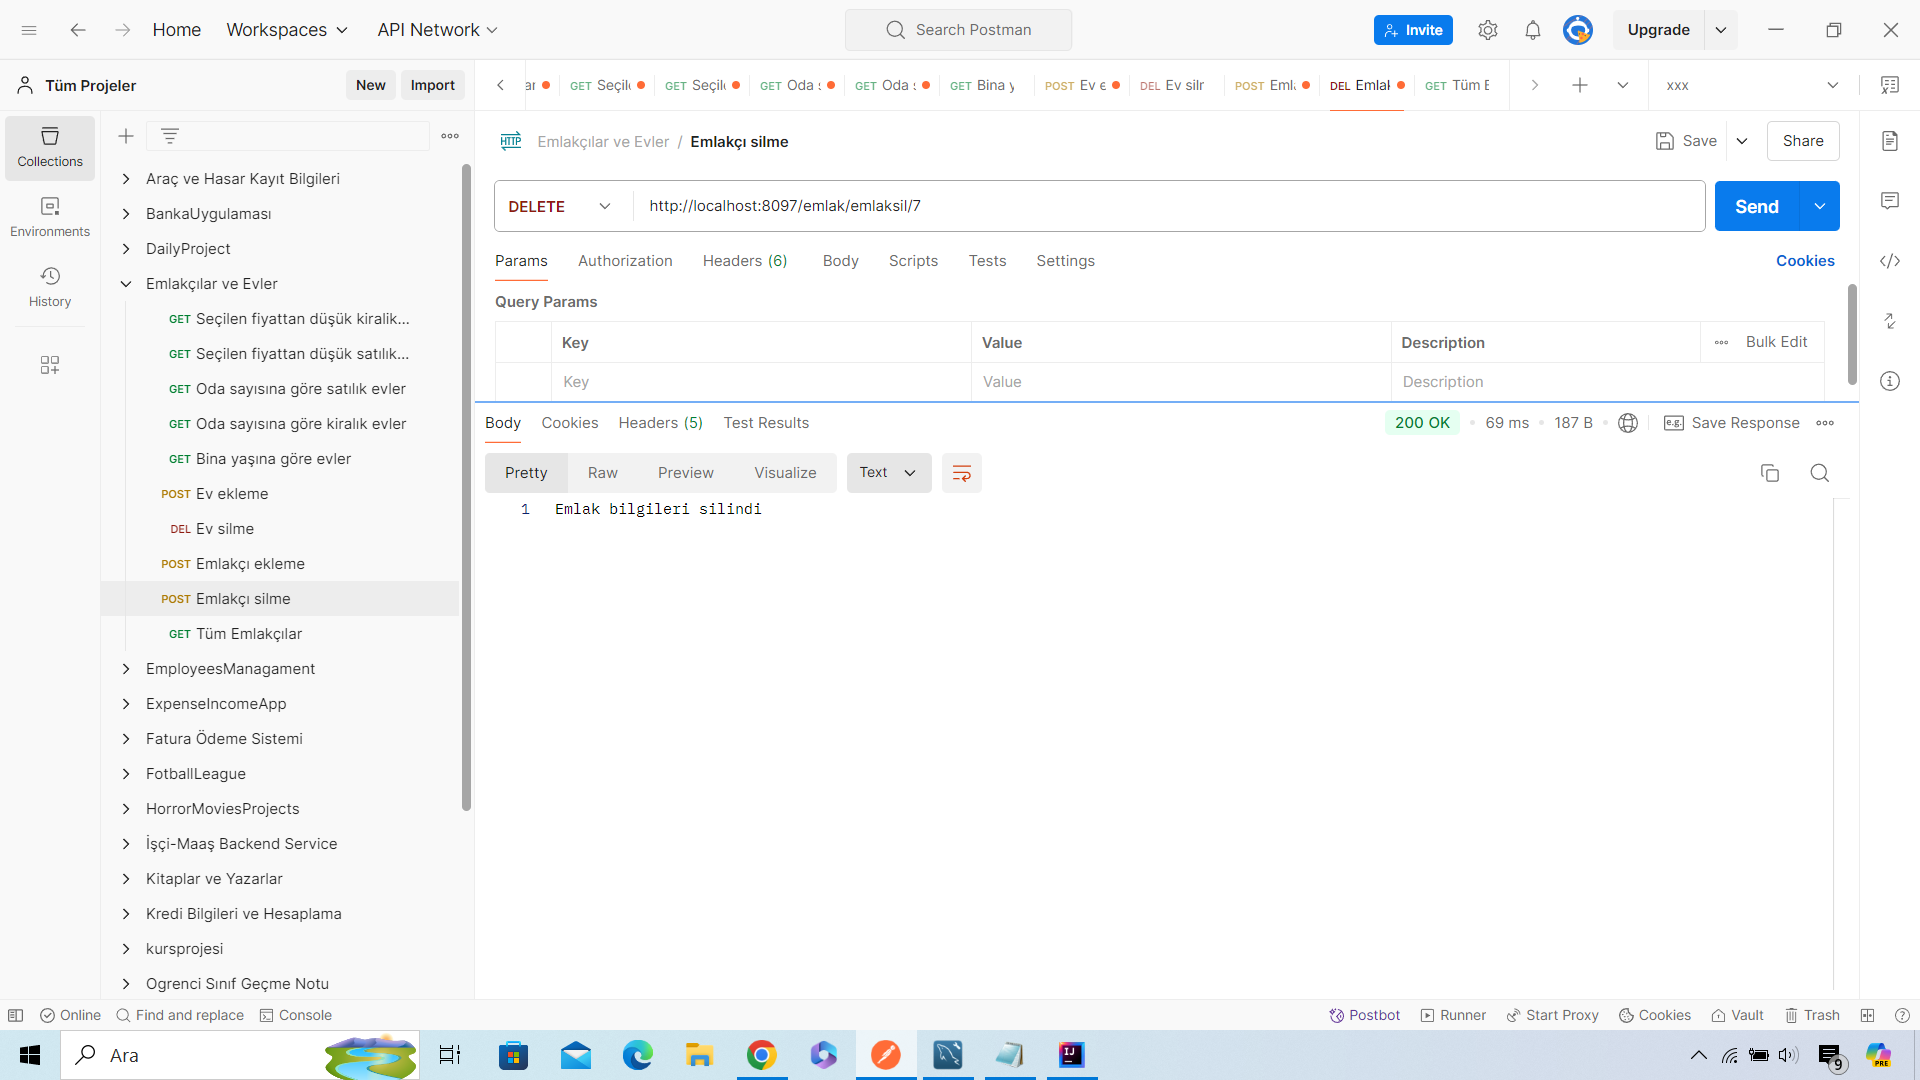 Home
Workspaces
API Network
Search Postman
Invite
Upgrade
Tüm Projeler
New
Import
GET Seçil
GET Seçil
GET Oda s
GET Oda s
GET Bina y
POST Ev e
DEL Ev silr
POST Eml
DEL Emlak
GET Tüm E
xxx
Collections
Environments
History
Araç ve Hasar Kayıt Bilgileri
BankaUygulaması
DailyProject
Emlakçılar ve Evler
GET Seçilen fiyattan düşük kiralik...
GET Seçilen fiyattan düşük satılık...
GET Oda sayısına göre satılık evler
GET Oda sayısına göre kiralık evler
GET Bina yaşına göre evler
POST Ev ekleme
DEL Ev silme
POST Emlakçı ekleme
POST Emlakçı silme
GET Tüm Emlakçılar
EmployeesManagament
ExpenseIncomeApp
Fatura Ödeme Sistemi
FotballLeague
HorrorMoviesProjects
İşçi-Maaş Backend Service
Kitaplar ve Yazarlar
Kredi Bilgileri ve Hesaplama
kursprojesi
Ogrenci Sınıf Geçme Notu
HTTP Emlakçılar ve Evler / Emlakçı silme
Save
Share
DELETE
http://localhost:8097/emlak/emlaksil/7
Send
Params
Authorization
Headers (6)
Body
Scripts
Tests
Settings
Cookies
Query Params
Key
Value
Description
Bulk Edit
Key
Value
Description
Body
Cookies
Headers (5)
Test Results
200 OK
69 ms
187 B
e.g. Save Response
Pretty
Raw
Preview
Visualize
Text
1 Emlak bilgileri silindi
Online
Find and replace
Console
Postbot
Runner
Start Proxy
Cookies
Vault
Trash
Ara
IJ
9
PRE